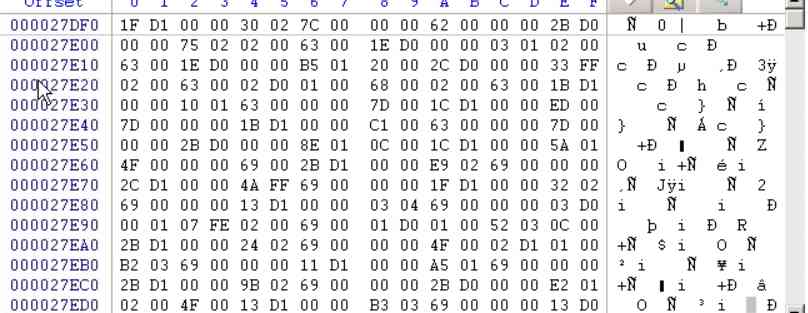 Offset 0 1 2 3 4 5 6 7 8 9 A B C D E F
000027DF0 1F D1 00 00 30 02 7C 00 00 00 62 00 00 00 2B D0 Ñ 0 | b +Ð
000027E00 00 00 75 02 02 00 63 00 1E D0 00 00 03 01 02 00 u c Ð
000027E10 63 00 1E D0 00 00 B5 01 20 00 2C D0 00 00 33 FF c Ð µ ,Ð 3ÿ
000027E20 02 00 63 00 02 D0 01 00 68 00 02 00 63 00 1B D1 c Ð h c Ñ
000027E30 00 00 10 01 63 00 00 00 7D 00 1C D1 00 00 ED 00 c } Ñ í
000027E40 7D 00 00 00 1B D1 00 00 C1 00 63 00 00 00 7D 00 } Ñ Á c }
000027E50 00 00 2B D0 00 00 8E 01 0C 00 1C D1 00 00 5A 01 +Ð Ñ Z
000027E60 4F 00 00 00 69 00 2B D1 00 00 E9 02 69 00 00 00 O i +Ñ é i
000027E70 2C D1 00 00 4A FF 69 00 00 00 1F D1 00 00 32 02 ,Ñ Jÿi Ñ 2
000027E80 69 00 00 00 13 D1 00 00 03 04 69 00 00 00 03 D0 i Ñ i Ð
000027E90 00 01 07 FE 02 00 69 00 01 D0 01 00 52 03 0C 00 þ i Ð R
000027EA0 2B D1 00 00 24 02 69 00 00 00 4F 00 02 D1 01 00 +Ñ $ i O Ñ
000027EB0 B2 03 69 00 00 00 11 D1 00 00 A5 01 69 00 00 00 ² i Ñ ¥ i
000027EC0 2B D1 00 00 9B 02 69 00 00 00 2B D0 00 00 E2 01 +Ñ i +Ð â
000027ED0 02 00 4F 00 13 D1 00 00 B3 03 69 00 00 00 13 D0 O Ñ ³ i Ð